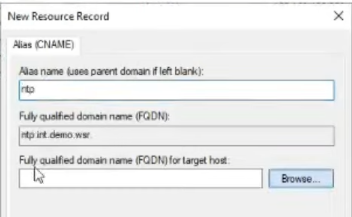 New Resource Record
Alias (CNAME)
Alias name (uses parent domain if left blank):
ntp
Fully qualified domain name (FQDN):
ntp.int.demo.wsr.
Fully qualified domain name (FQDN) for target host:
Browse...